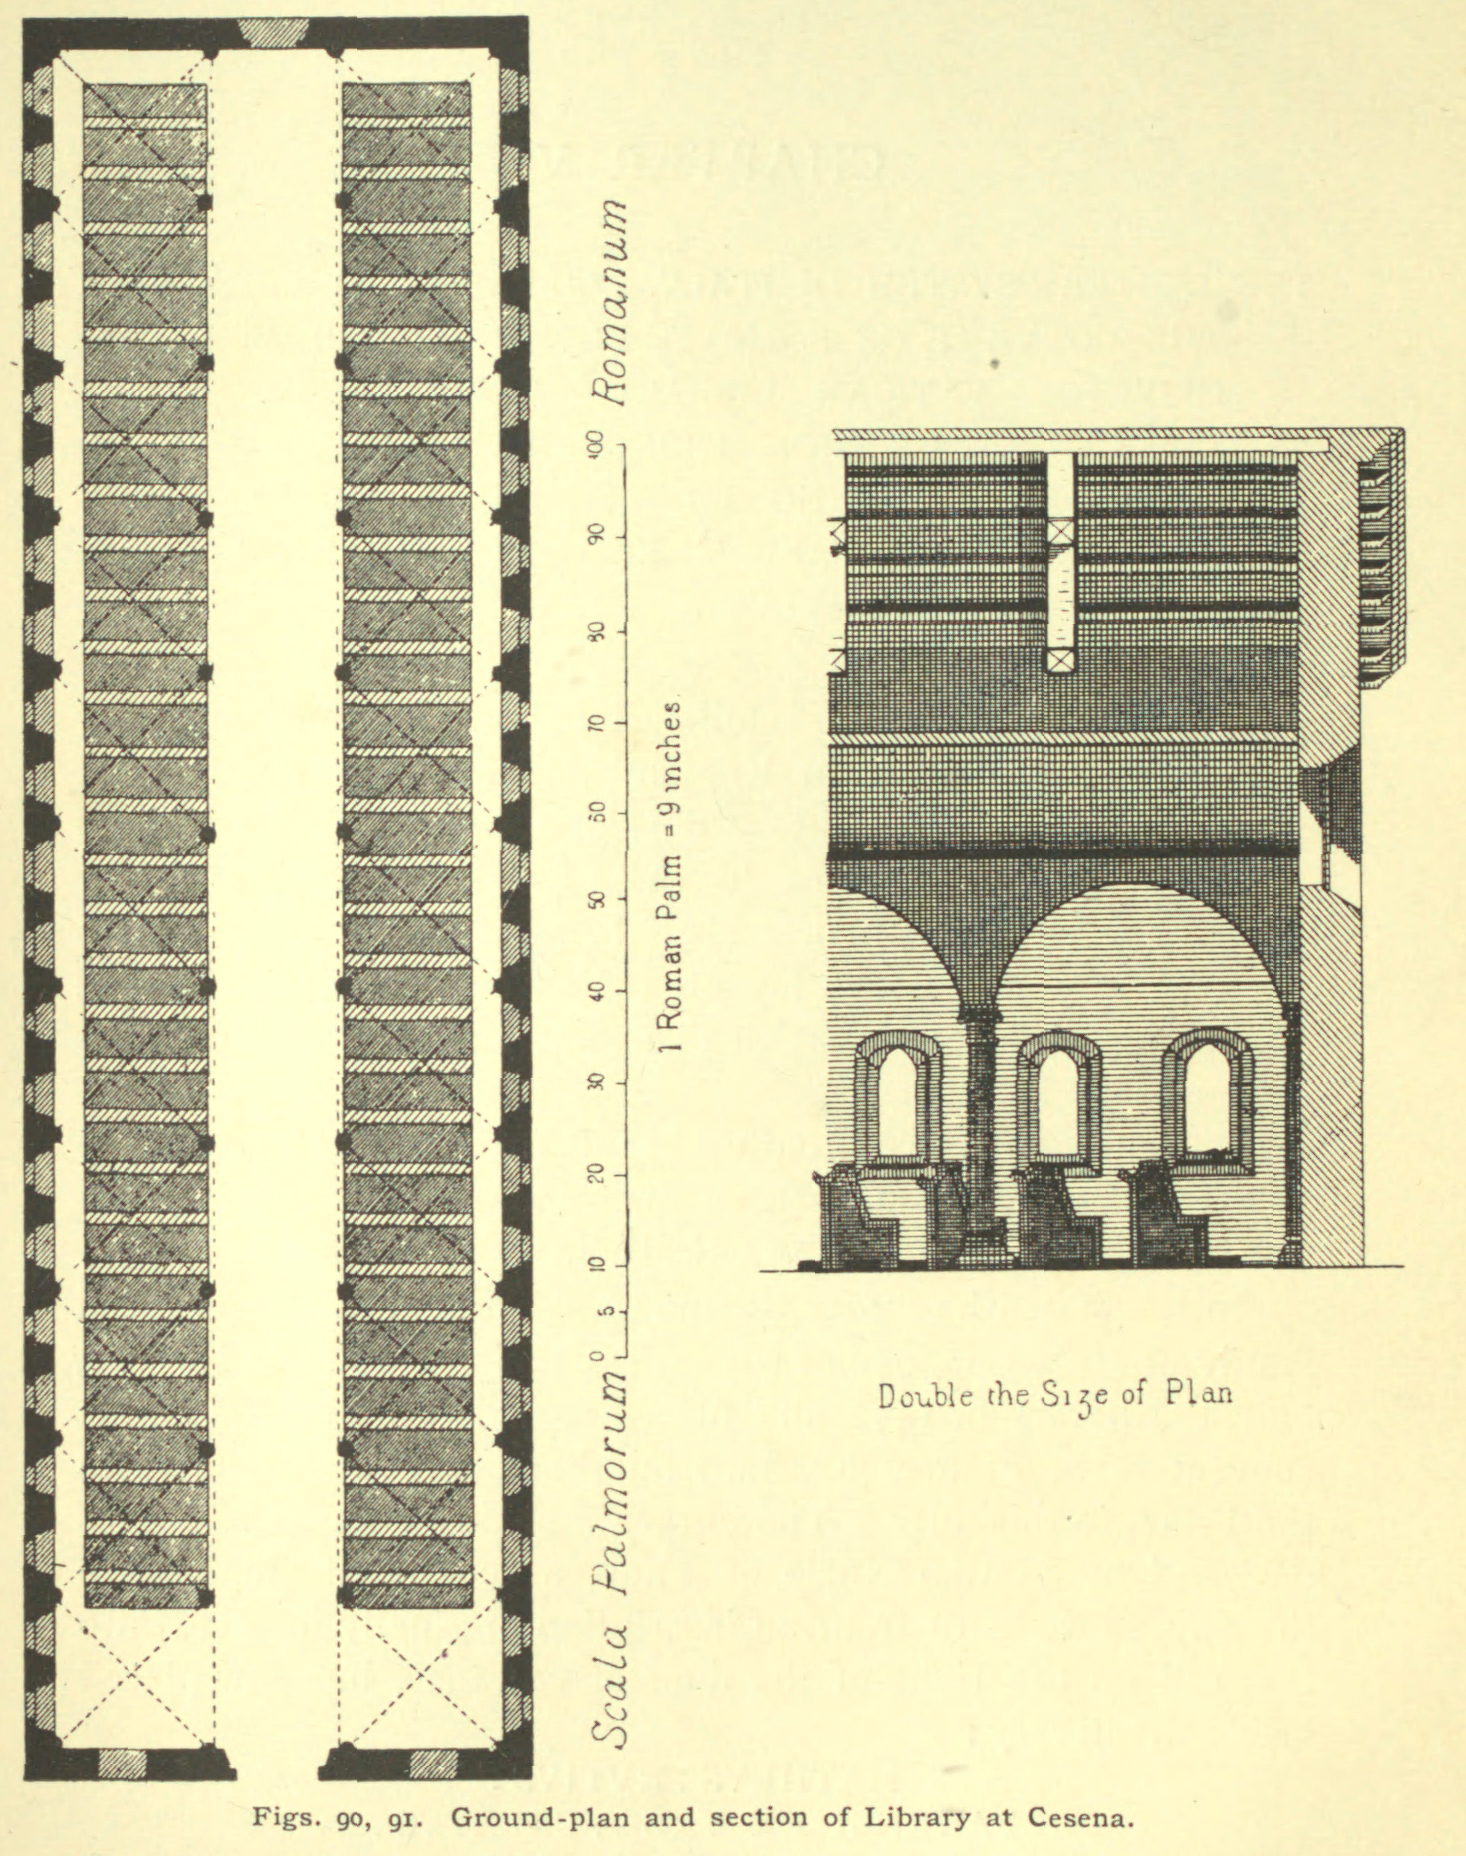 Scala Palmorum
Romanum
0 5 10 20 30 40 50 60 70 80 90 100
1 Roman Palm = 9 inches.
Double the Size of Plan
Figs. 90, 91. Ground-plan and section of Library at Cesena.